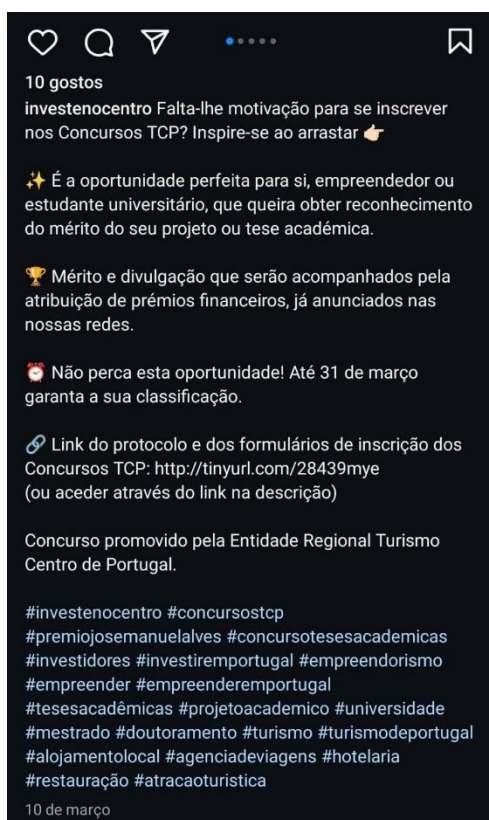 10 gostos
investenocentro Falta-lhe motivação para se inscrever
nos Concursos TCP? Inspire-se ao arrastar 👉🏻
✨ É a oportunidade perfeita para si, empreendedor ou
estudante universitário, que queira obter reconhecimento
do mérito do seu projeto ou tese académica.
🏆 Mérito e divulgação que serão acompanhados pela
atribuição de prémios financeiros, já anunciados nas
nossas redes.
⏰ Não perca esta oportunidade! Até 31 de março
garanta a sua classificação.
🔗 Link do protocolo e dos formulários de inscrição dos
Concursos TCP: http://tinyurl.com/28439mye
(ou aceder através do link na descrição)
Concurso promovido pela Entidade Regional Turismo
Centro de Portugal.
#investenocentro #concursostcp
#premiojosemanuelalves #concursotesesacademicas
#investidores #investiremportugal #empreendorismo
#empreender #empreenderemportugal
#tesesacadêmicas #projetoacademico #universidade
#mestrado #doutoramento #turismo #turismodeportugal
#alojamentolocal #agenciadeviagens #hotelaria
#restauração #atracaoturistica
10 de março